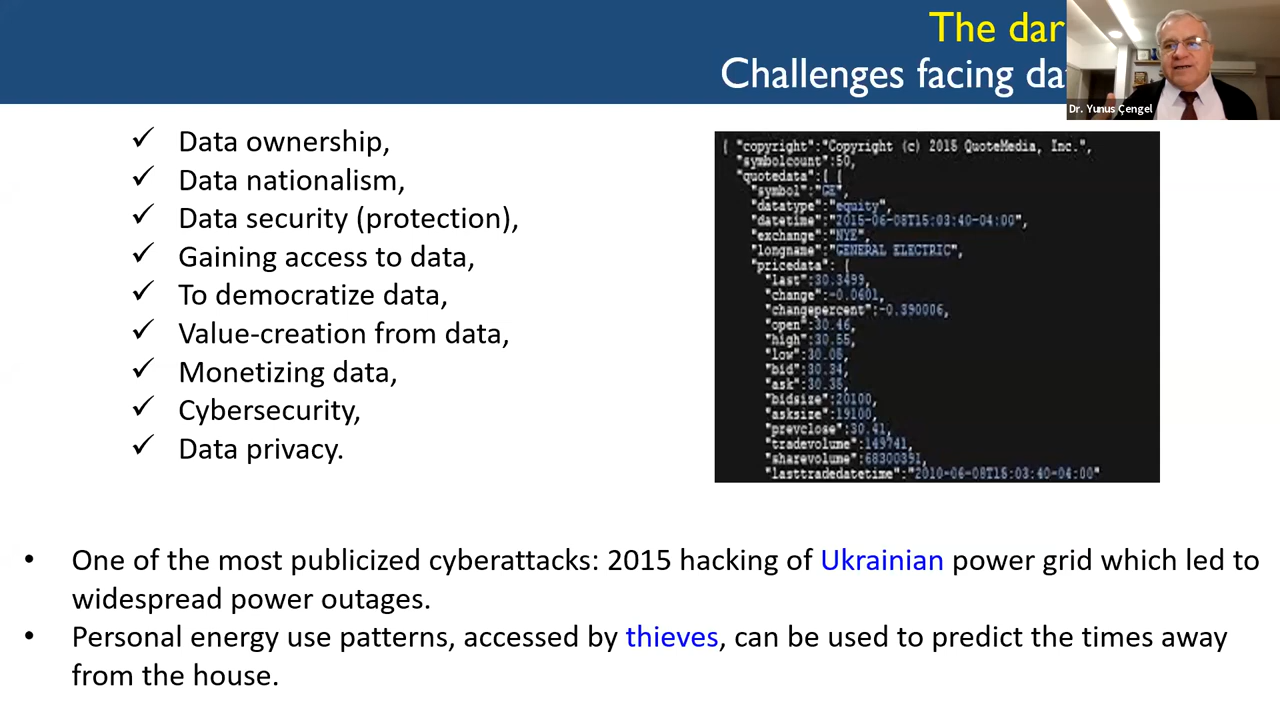 The dar
Challenges facing da
Dr. Yunus Çengel
✓ Data ownership,
✓ Data nationalism,
✓ Data security (protection),
✓ Gaining access to data,
✓ To democratize data,
✓ Value-creation from data,
✓ Monetizing data,
✓ Cybersecurity,
✓ Data privacy.
{ "copyright":"Copyright (c) 2015 QuoteMedia, Inc.",
"symbolcount":50,
"quotedata":[ {
"symbol":"GE",
"datatype":"equity",
"datetime":"2015-06-08T15:03:40-04:00",
"exchange":"NYE",
"longname":"GENERAL ELECTRIC",
"pricedata": {
"last":30.3499,
"change":-0.0601,
"changepercent":-0.390006,
"open":30.46,
"high":30.55,
"low":30.05,
"bid":30.34,
"ask":30.35,
"bidsize":20100,
"asksize":19100,
"prevclose":30.41,
"tradevolume":149741,
"sharevolume":68300391,
"lasttradedatetime":"2010-06-08T15:03:40-04:00"
• One of the most publicized cyberattacks: 2015 hacking of Ukrainian power grid which led to
widespread power outages.
• Personal energy use patterns, accessed by thieves, can be used to predict the times away
from the house.